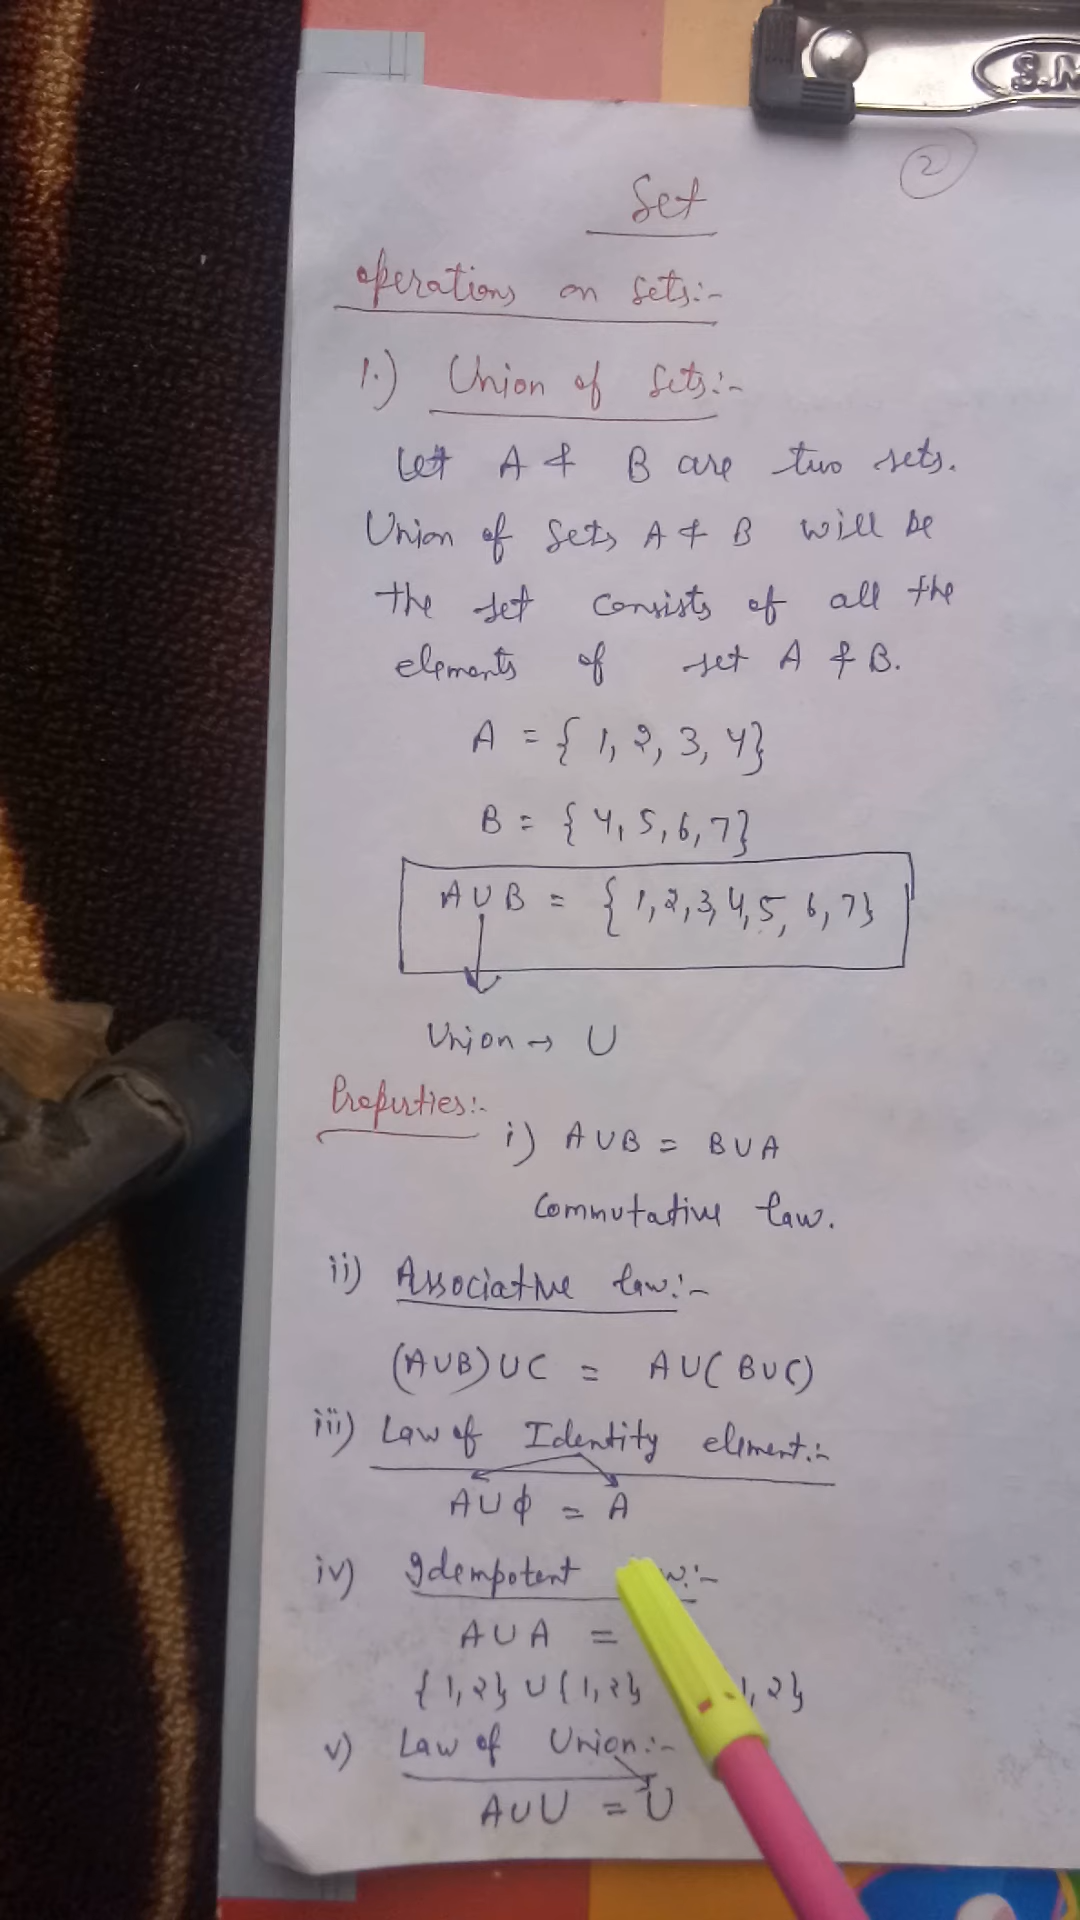 S.M
2
Set
operations on Sets:-
1.) Union of Sets:-
Let A & B are two sets.
Union of Sets A & B will be
the set consists of all the
elements of set A & B.
A = { 1, 2, 3, 4}
B = { 4, 5, 6, 7}
A U B = { 1, 2, 3, 4, 5, 6, 7}
Union → U
Properties:-
i) A U B = B U A
Commutative law.
ii) Associative law:-
(A U B) U C = A U ( B U C)
iii) Law of Identity element:-
A U ϕ = A
iv) Idempotent
A U A =
{ 1, 2} U { 1, 2} 1, 2}
v) Law of Union:-
A U U = U